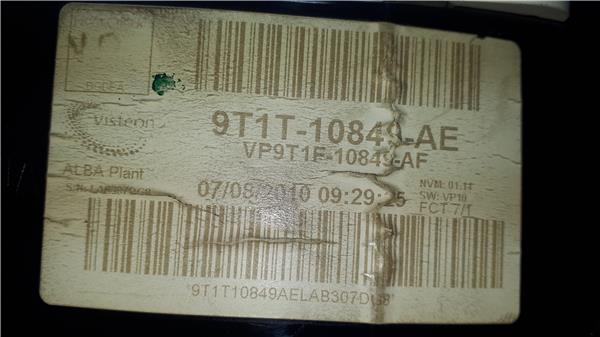 Visteon
9T1T-10849-AE
VP9T1F-10849-AF
ALBA Plant
07/08/2010 09:29:25
NVM: 01.11
SW: VP10
FCT 7/1